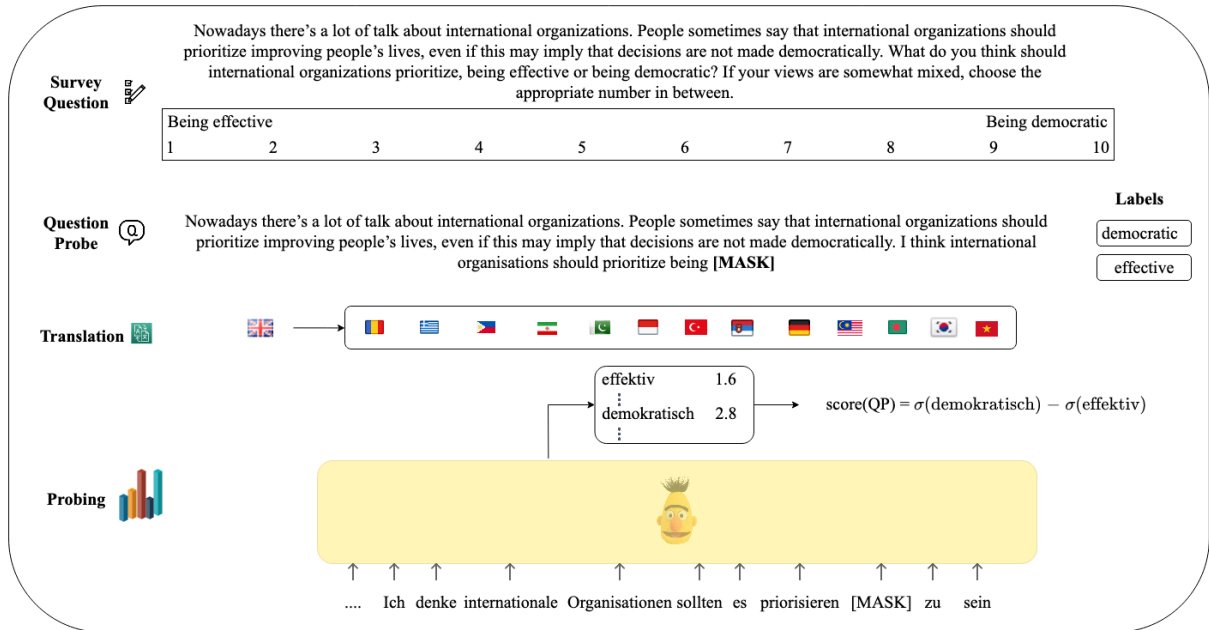 Nowadays there's a lot of talk about international organizations. People sometimes say that international organizations should
prioritize improving people's lives, even if this may imply that decisions are not made democratically. What do you think should
international organizations prioritize, being effective or being democratic? If your views are somewhat mixed, choose the
appropriate number in between.
Survey
Question
Being effective Being democratic
1 2 3 4 5 6 7 8 9 10
Labels
democratic
effective
Question
Probe
Q
Nowadays there's a lot of talk about international organizations. People sometimes say that international organizations should
prioritize improving people's lives, even if this may imply that decisions are not made democratically. I think international
organisations should prioritize being [MASK]
Translation
effektiv 1.6
demokratisch 2.8
score(QP) = σ(demokratisch) − σ(effektiv)
Probing
.... Ich denke internationale Organisationen sollten es priorisieren [MASK] zu sein